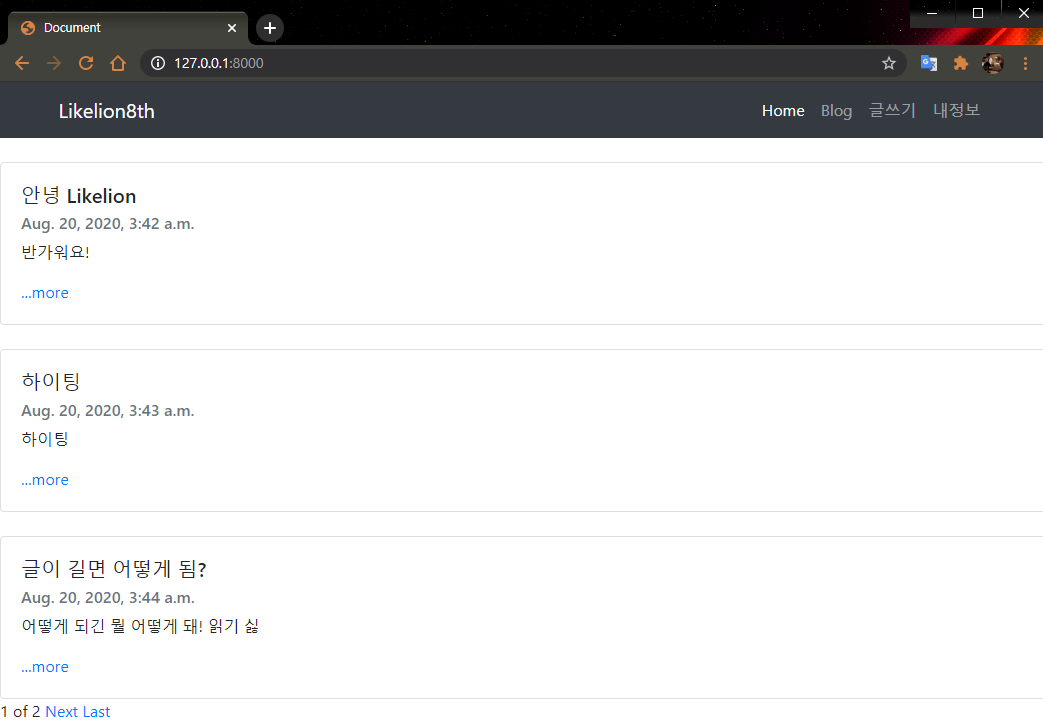 Document
127.0.0.1:8000
Likelion8th Home Blog 글쓰기 내정보
안녕 Likelion
Aug. 20, 2020, 3:42 a.m.
반가워요!
...more
하이팅
Aug. 20, 2020, 3:43 a.m.
하이팅
...more
글이 길면 어떻게 됨?
Aug. 20, 2020, 3:44 a.m.
어떻게 되긴 뭘 어떻게 돼! 읽기 싫
...more
1 of 2 Next Last